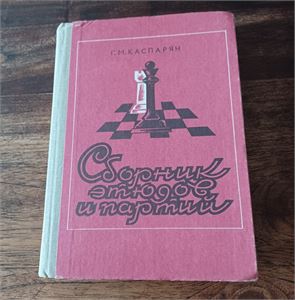 Г.М.КАСПАРЯН
Сборник
этюдов
и партий